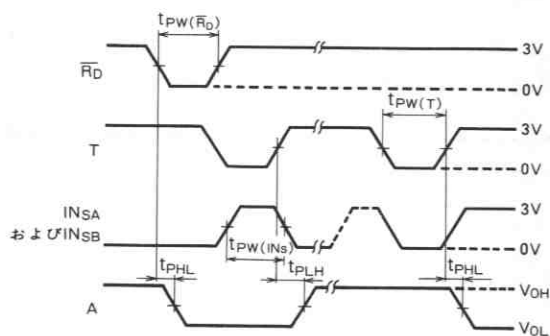 tPW(R̅D)
R̅D
3V
0V
tPW(T)
T
3V
0V
INSA
およびINSB
tPW(INs)
3V
0V
tPHL
tPLH
tPHL
A
VOH
VOL